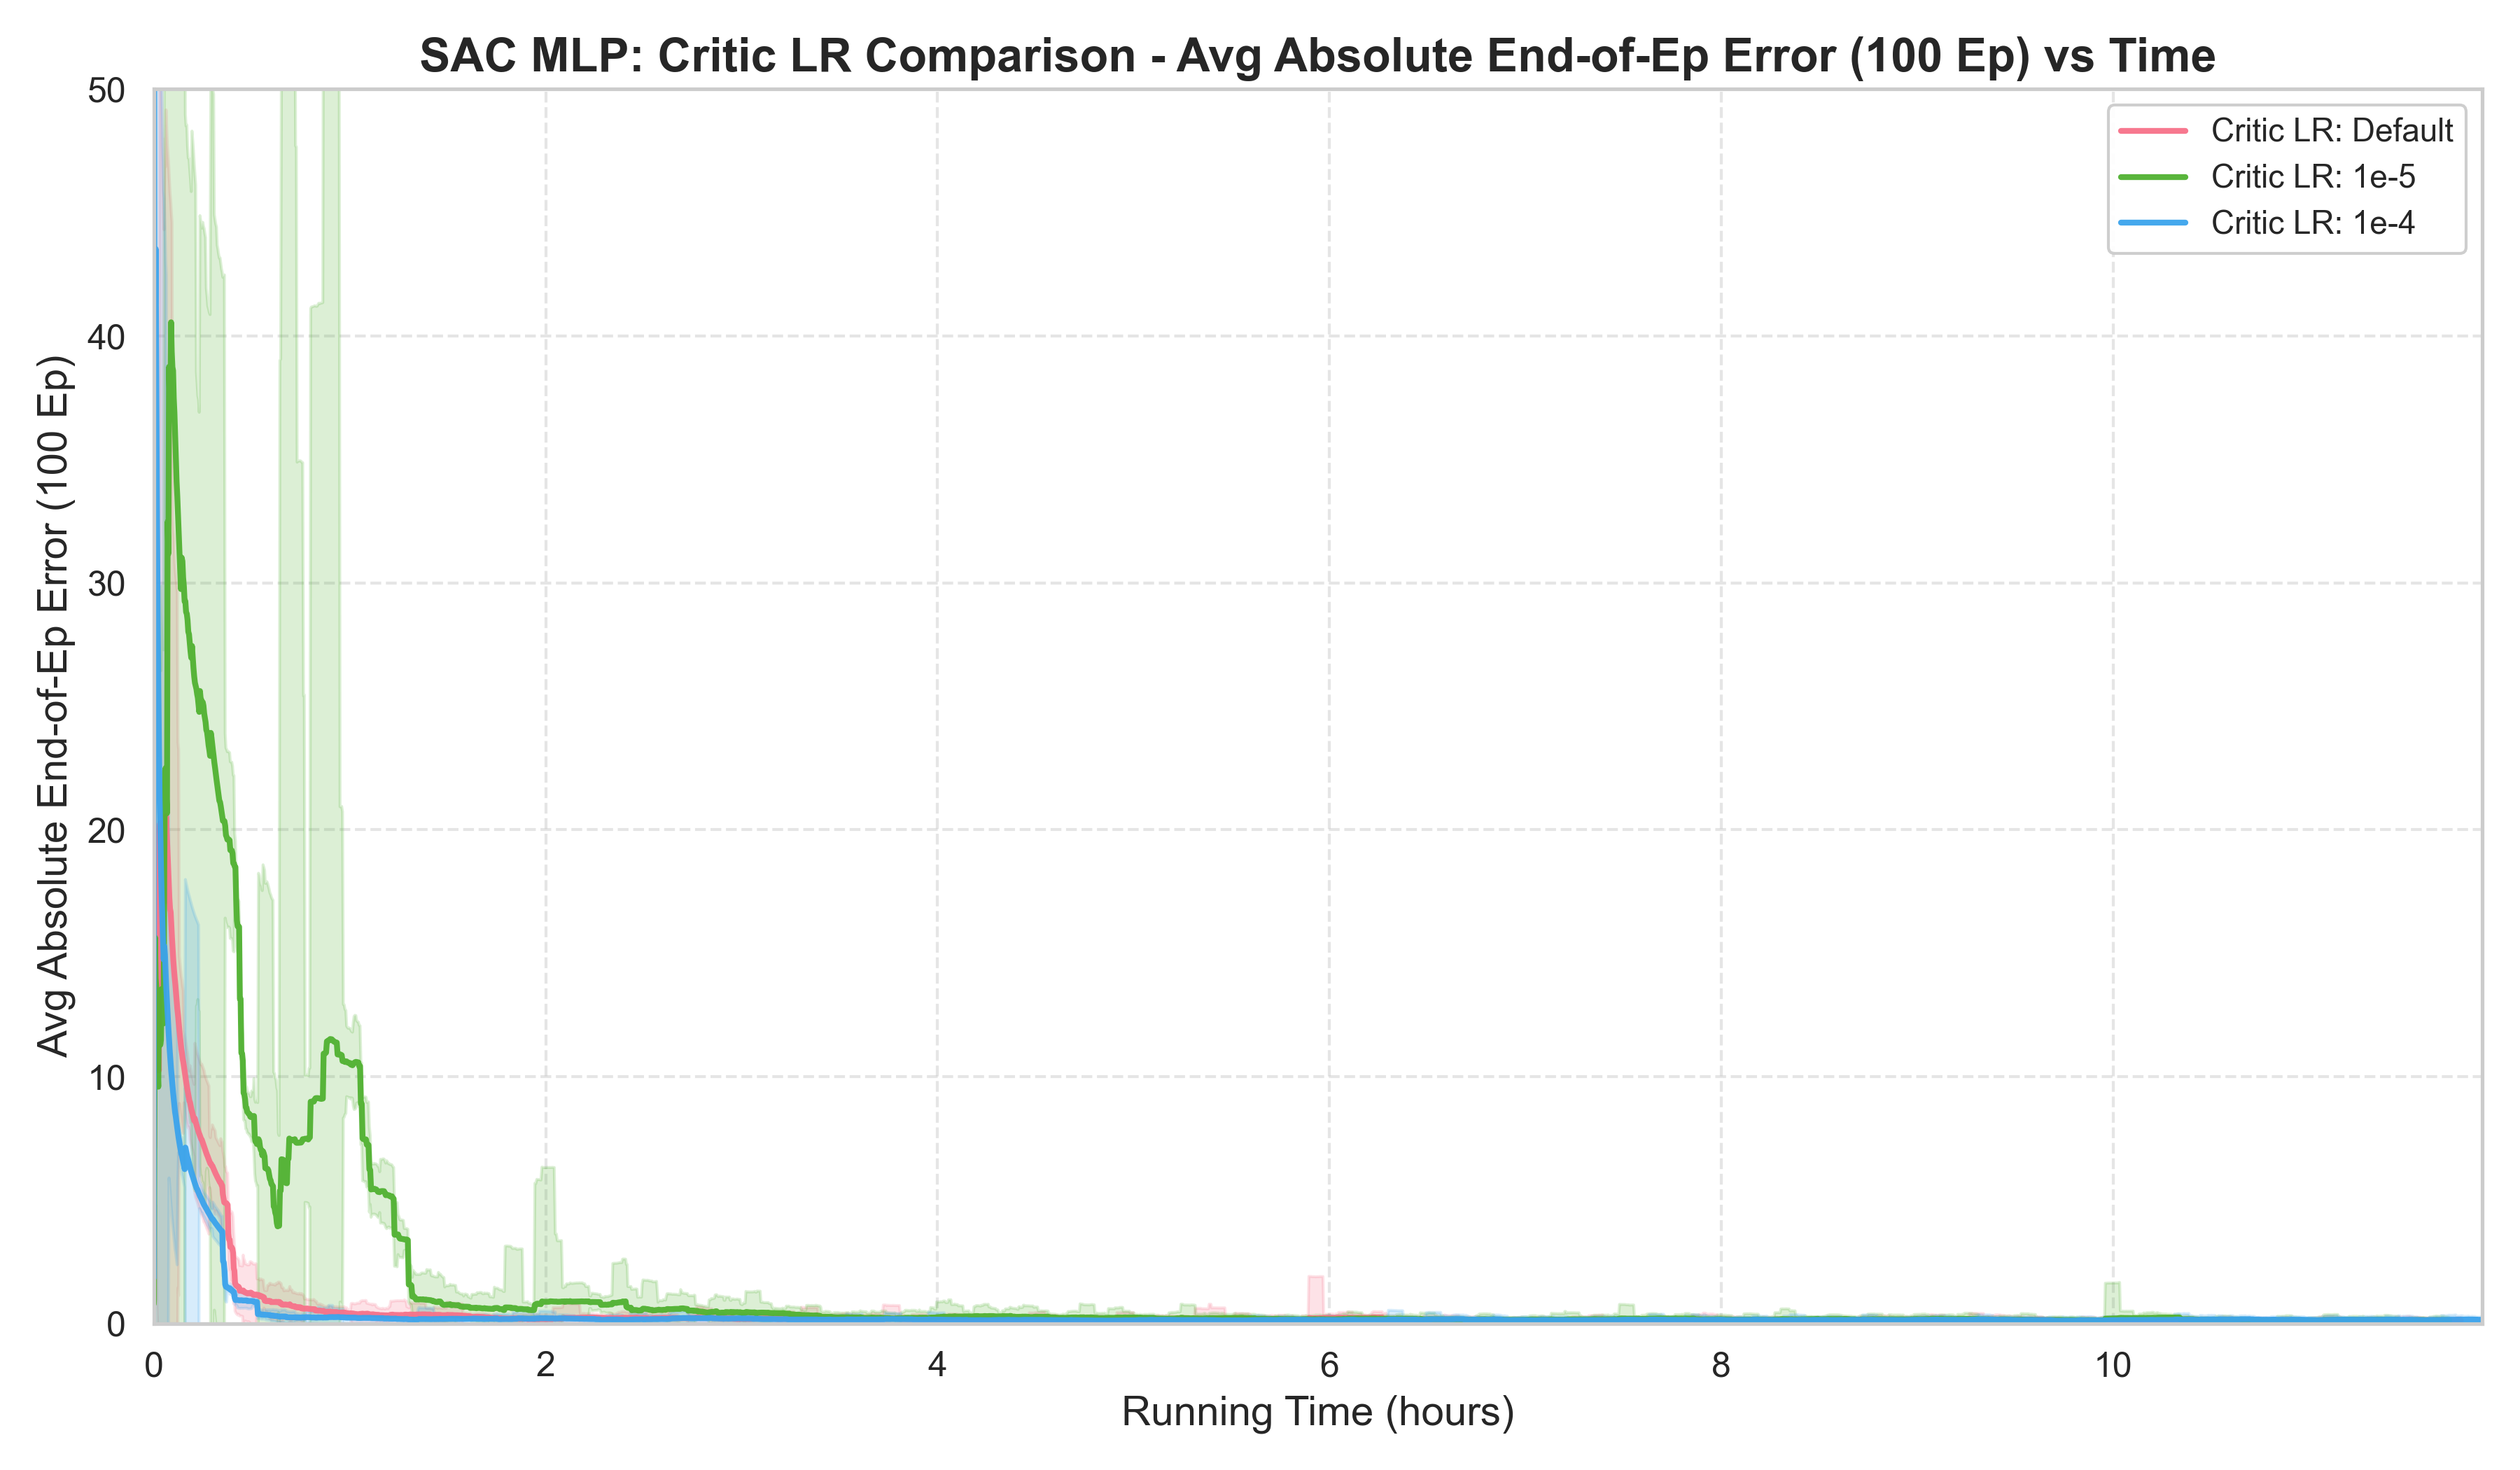 SAC MLP: Critic LR Comparison - Avg Absolute End-of-Ep Error (100 Ep) vs Time
Critic LR: Default
Critic LR: 1e-5
Critic LR: 1e-4
Avg Absolute End-of-Ep Error (100 Ep)
50
40
30
20
10
0
0 2 4 6 8 10
Running Time (hours)